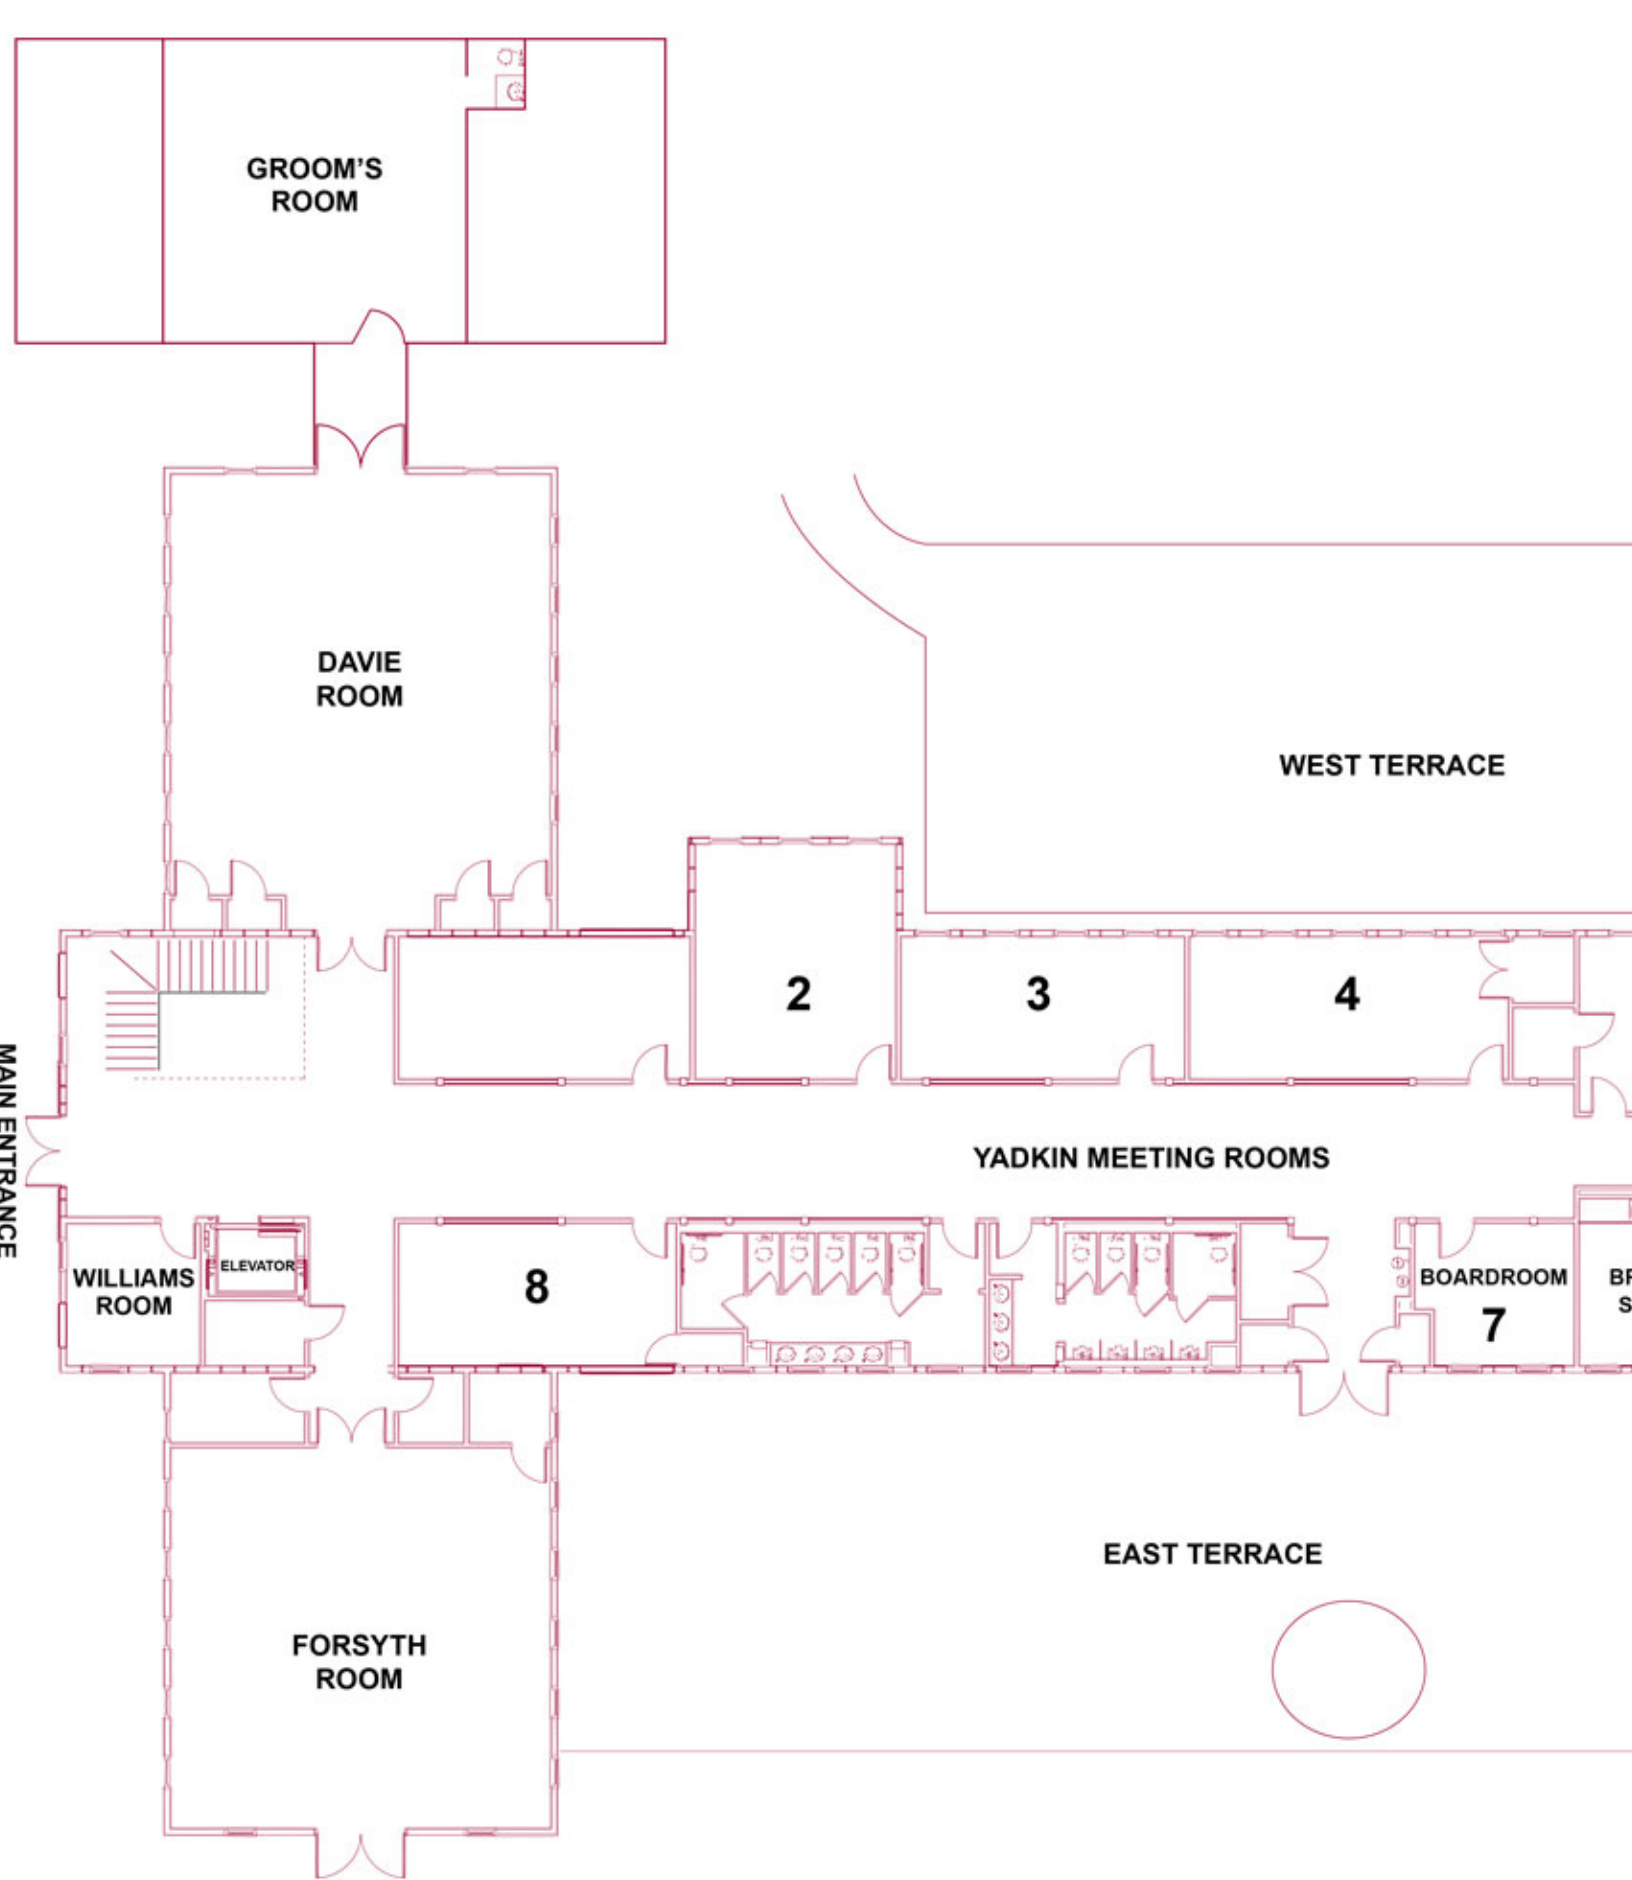 GROOM'S
ROOM
DAVIE
ROOM
WEST TERRACE
2
3
4
MAIN ENTRANCE
YADKIN MEETING ROOMS
WILLIAMS
ROOM
ELEVATOR
8
BOARDROOM
7
BR
S
EAST TERRACE
FORSYTH
ROOM